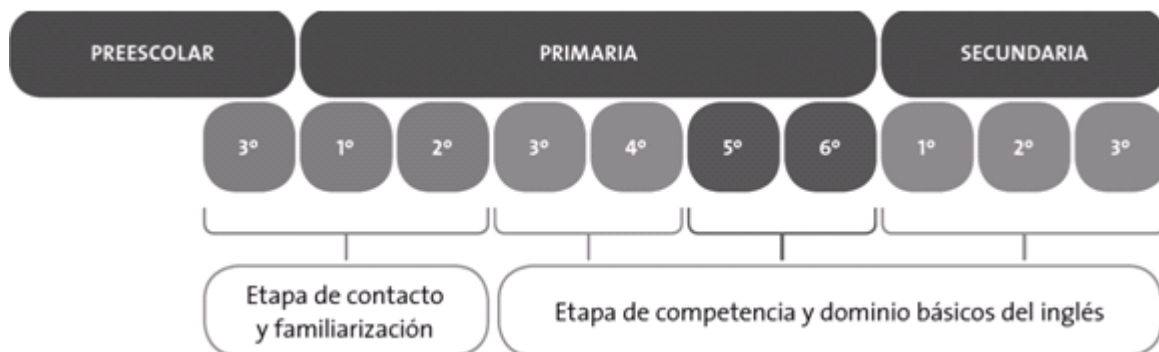 PREESCOLAR PRIMARIA SECUNDARIA
3º 1º 2º 3º 4º 5º 6º 1º 2º 3º
Etapa de contacto
y familiarización
Etapa de competencia y dominio básicos del inglés